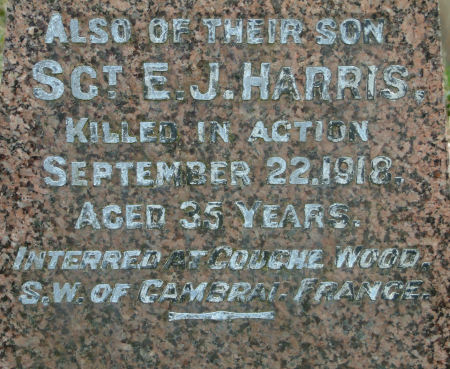 ALSO OF THEIR SON
SGT E. J. HARRIS.
KILLED IN ACTION
SEPTEMBER 22. 1918.
AGED 35 YEARS.
INTERRED AT GOUCHE WOOD,
S.W. OF CAMBRAI. FRANCE.